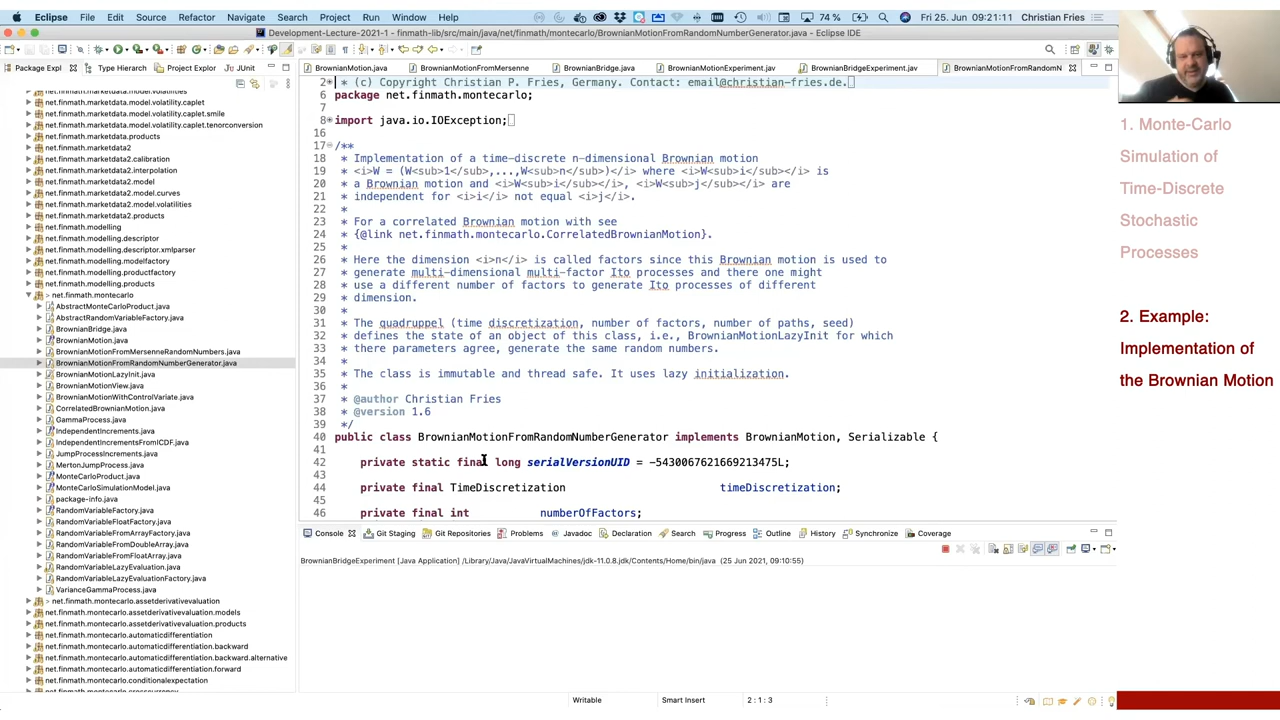 Eclipse File Edit Source Refactor Navigate Search Project Run Window Help 74 % Fri 25. Jun 09:21:11 Christian Fries
Development-Lecture-2021-1 - finmath-lib/src/main/java/net/finmath/montecarlo/BrownianMotionFromRandomNumberGenerator.java - Eclipse IDE
Package Expl Type Hierarchy Project Explorer JUnit
BrownianMotion.java BrownianMotionFromMersenne BrownianBridge.java BrownianMotionExperiment.java BrownianBridgeExperiment.java BrownianMotionFromRandomN
net.finmath.marketdata.model.volatilities
net.finmath.marketdata.model.volatility.caplet
net.finmath.marketdata.model.volatility.caplet.smile
net.finmath.marketdata.model.volatility.caplet.tenorconversion
net.finmath.marketdata.products
net.finmath.marketdata2
net.finmath.marketdata2.calibration
net.finmath.marketdata2.interpolation
net.finmath.marketdata2.model
net.finmath.marketdata2.model.curves
net.finmath.marketdata2.model.volatilities
net.finmath.marketdata2.products
net.finmath.modelling
net.finmath.modelling.descriptor
net.finmath.modelling.descriptor.xmlparser
net.finmath.modelling.modelfactory
net.finmath.modelling.productfactory
net.finmath.modelling.products
> net.finmath.montecarlo
AbstractMonteCarloProduct.java
AbstractRandomVariableFactory.java
BrownianBridge.java
BrownianMotion.java
BrownianMotionFromMersenneRandomNumbers.java
BrownianMotionFromRandomNumberGenerator.java
BrownianMotionLazyInit.java
BrownianMotionView.java
BrownianMotionWithControlVariate.java
CorrelatedBrownianMotion.java
GammaProcess.java
IndependentIncrements.java
IndependentIncrementsFromICDF.java
JumpProcessIncrements.java
MertonJumpProcess.java
MonteCarloProduct.java
MonteCarloSimulationModel.java
package-info.java
RandomVariableFactory.java
RandomVariableFloatFactory.java
RandomVariableFromArrayFactory.java
RandomVariableFromDoubleArray.java
RandomVariableFromFloatArray.java
RandomVariableLazyEvaluation.java
RandomVariableLazyEvaluationFactory.java
VarianceGammaProcess.java
> net.finmath.montecarlo.assetderivativevaluation
net.finmath.montecarlo.assetderivativevaluation.models
net.finmath.montecarlo.assetderivativevaluation.products
net.finmath.montecarlo.automaticdifferentiation
net.finmath.montecarlo.automaticdifferentiation.backward
net.finmath.montecarlo.automaticdifferentiation.backward.alternative
net.finmath.montecarlo.automaticdifferentiation.forward
net.finmath.montecarlo.conditionalexpectation
2 * (c) Copyright Christian P. Fries, Germany. Contact: email@christian-fries.de.
6 package net.finmath.montecarlo;
7
8 import java.io.IOException;
16
17 /**
18 * Implementation of a time-discrete n-dimensional Brownian motion
19 * <i>W = (W<sub>1</sub>,...,W<sub>n</sub>)</i> where <i>W<sub>i</sub></i> is
20 * a Brownian motion and <i>W<sub>i</sub></i>, <i>W<sub>j</sub></i> are
21 * independent for <i>i</i> not equal <i>j</i>.
22 *
23 * For a correlated Brownian motion with see
24 * {@link net.finmath.montecarlo.CorrelatedBrownianMotion}.
25 *
26 * Here the dimension <i>n</i> is called factors since this Brownian motion is used to
27 * generate multi-dimensional multi-factor Ito processes and there one might
28 * use a different number of factors to generate Ito processes of different
29 * dimension.
30 *
31 * The quadruppel (time discretization, number of factors, number of paths, seed)
32 * defines the state of an object of this class, i.e., BrownianMotionLazyInit for which
33 * there parameters agree, generate the same random numbers.
34 *
35 * The class is immutable and thread safe. It uses lazy initialization.
36 *
37 * @author Christian Fries
38 * @version 1.6
39 */
40 public class BrownianMotionFromRandomNumberGenerator implements BrownianMotion, Serializable {
41
42 private static final long serialVersionUID = -5430067621669213475L;
43
44 private final TimeDiscretization timeDiscretization;
45
46 private final int numberOfFactors;
Console Git Staging Git Repositories Problems Javadoc Declaration Search Progress Outline History Synchronize Coverage
BrownianBridgeExperiment [Java Application] /Library/Java/JavaVirtualMachines/jdk-11.0.8.jdk/Contents/Home/bin/java (25 Jun 2021, 09:10:55)
Writable Smart Insert 2 : 1 : 3
1. Monte-Carlo
Simulation of
Time-Discrete
Stochastic
Processes
2. Example:
Implementation of
the Brownian Motion